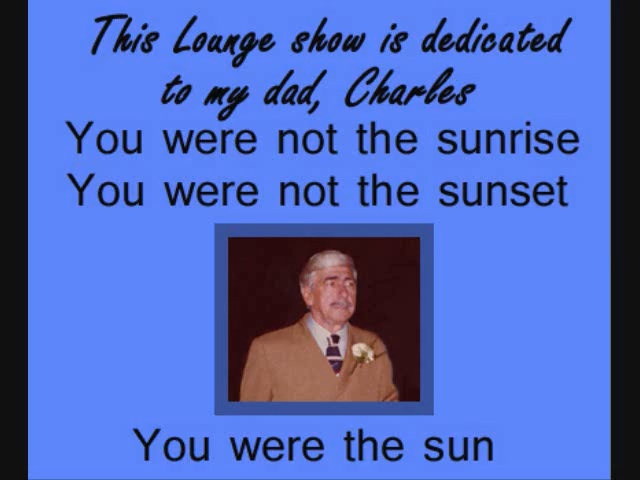 This Lounge show is dedicated
to my dad, Charles
You were not the sunrise
You were not the sunset
You were the sun